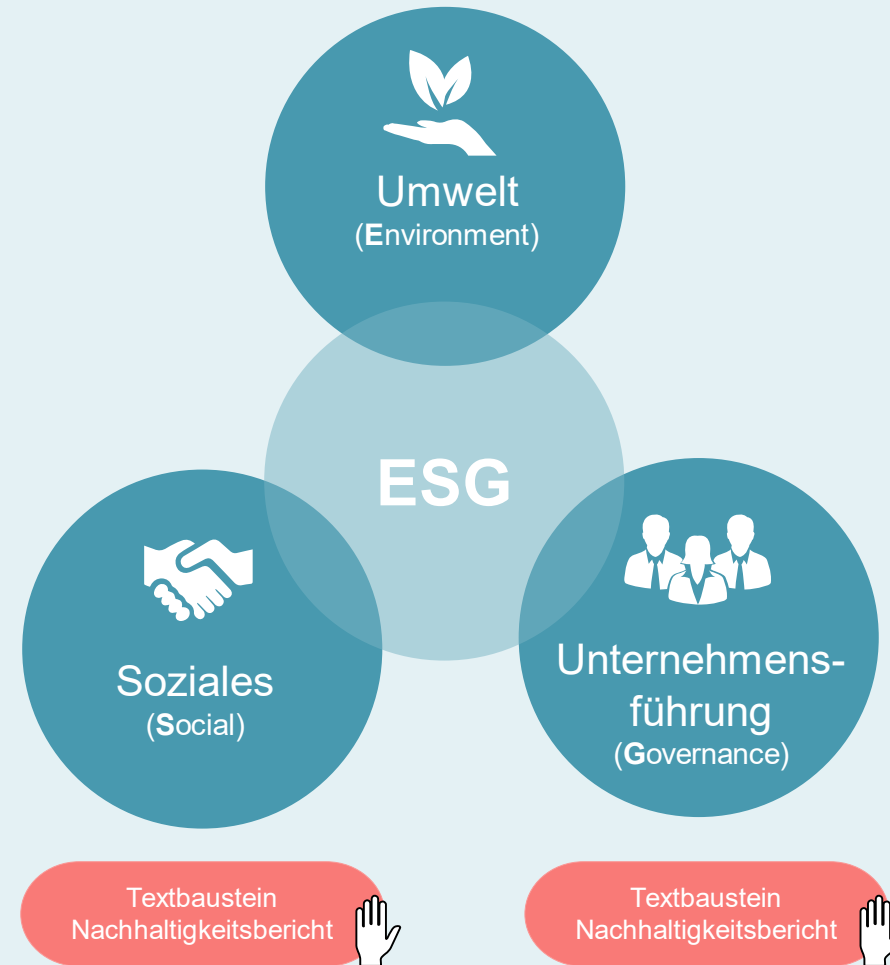 Umwelt
(Environment)
ESG
Soziales
(Social)
Unternehmens-
führung
(Governance)
Textbaustein
Nachhaltigkeitsbericht
Textbaustein
Nachhaltigkeitsbericht